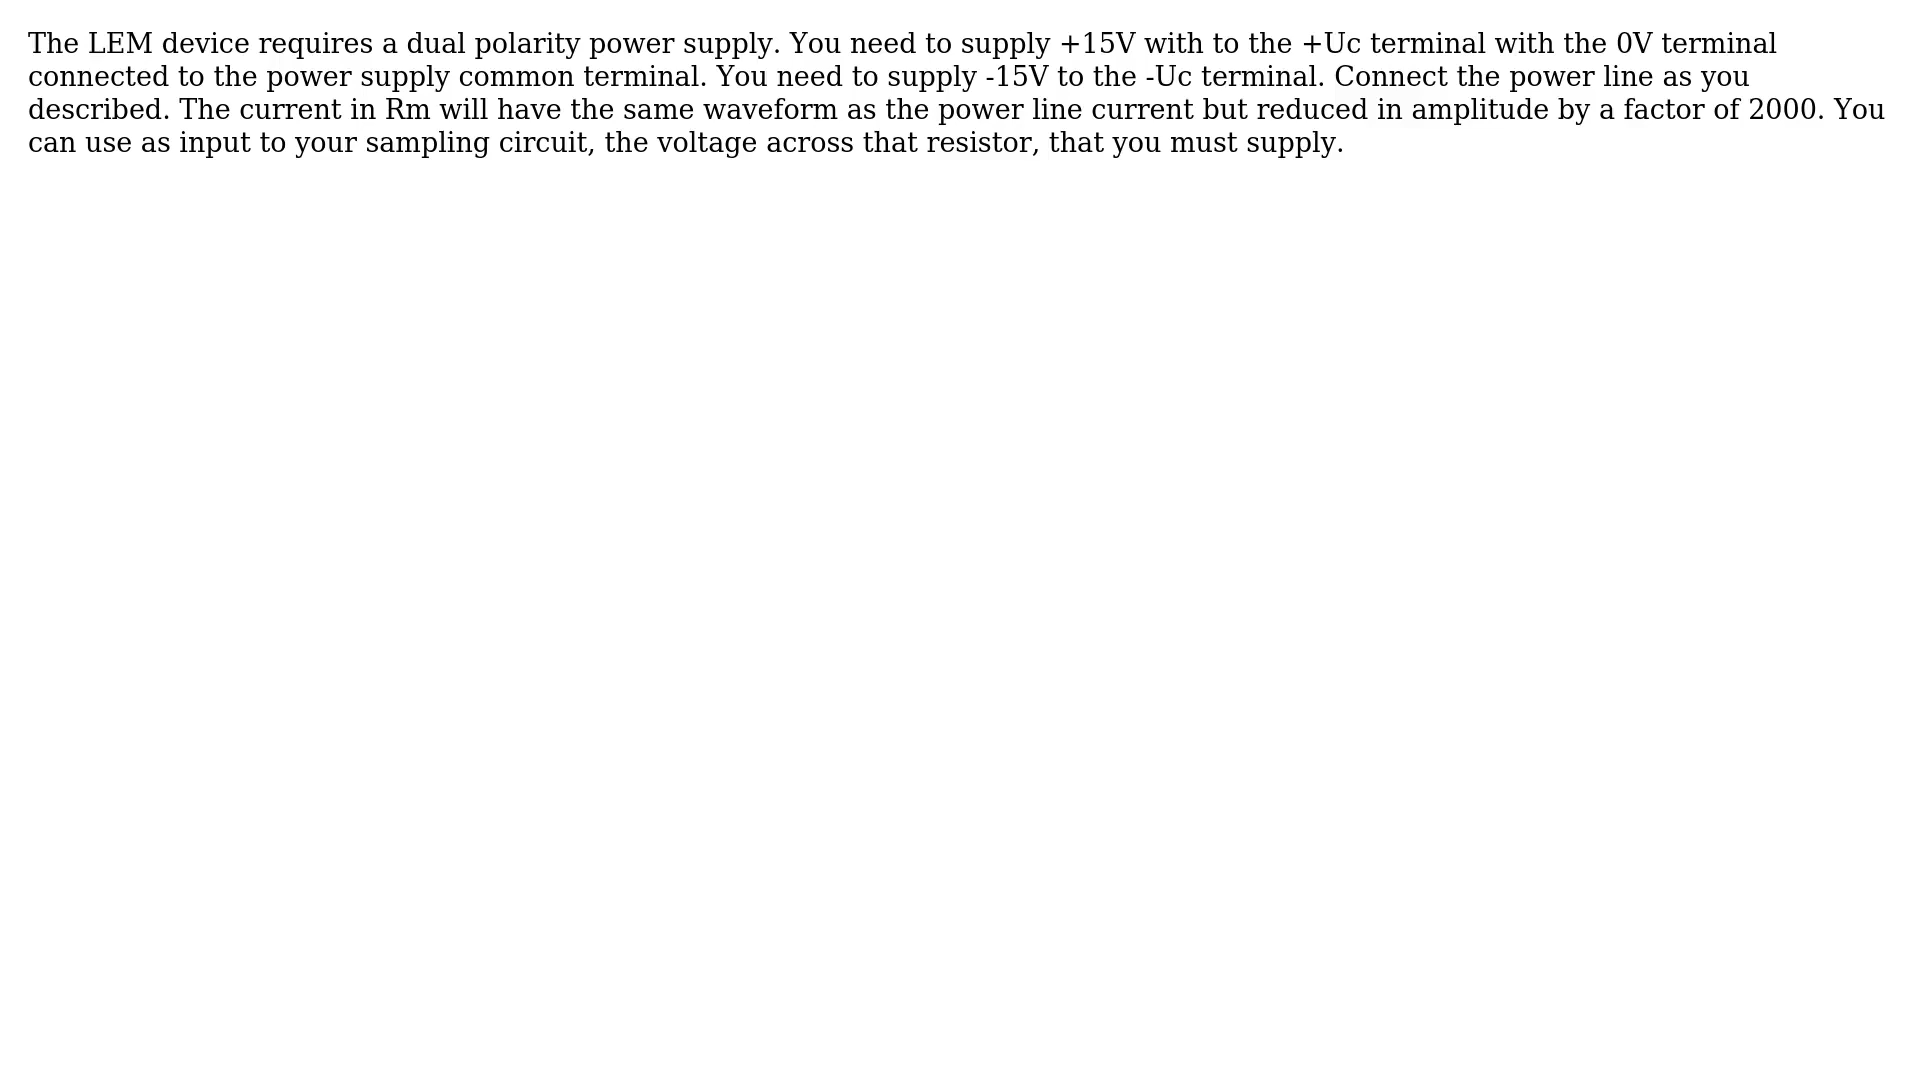 The LEM device requires a dual polarity power supply. You need to supply +15V with to the +Uc terminal with the 0V terminal
connected to the power supply common terminal. You need to supply -15V to the -Uc terminal. Connect the power line as you
described. The current in Rm will have the same waveform as the power line current but reduced in amplitude by a factor of 2000. You
can use as input to your sampling circuit, the voltage across that resistor, that you must supply.